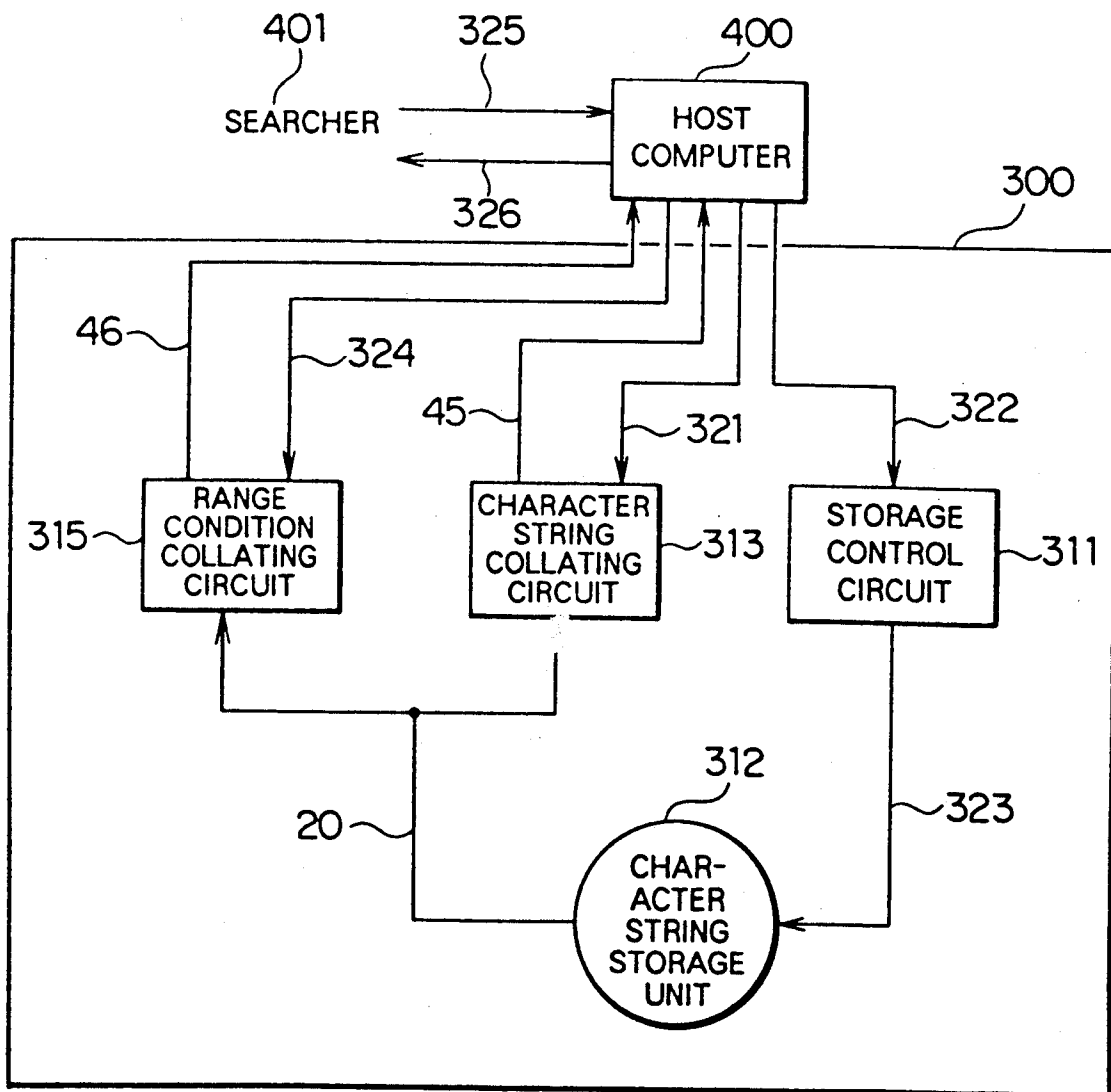 401
325
400
SEARCHER
HOST
COMPUTER
326
300
46
324
45
321
322
RANGE
CONDITION
COLLATING
CIRCUIT
315
CHARACTER
STRING
COLLATING
CIRCUIT
313
STORAGE
CONTROL
CIRCUIT
311
312
20
323
CHAR-
ACTER
STRING
STORAGE
UNIT